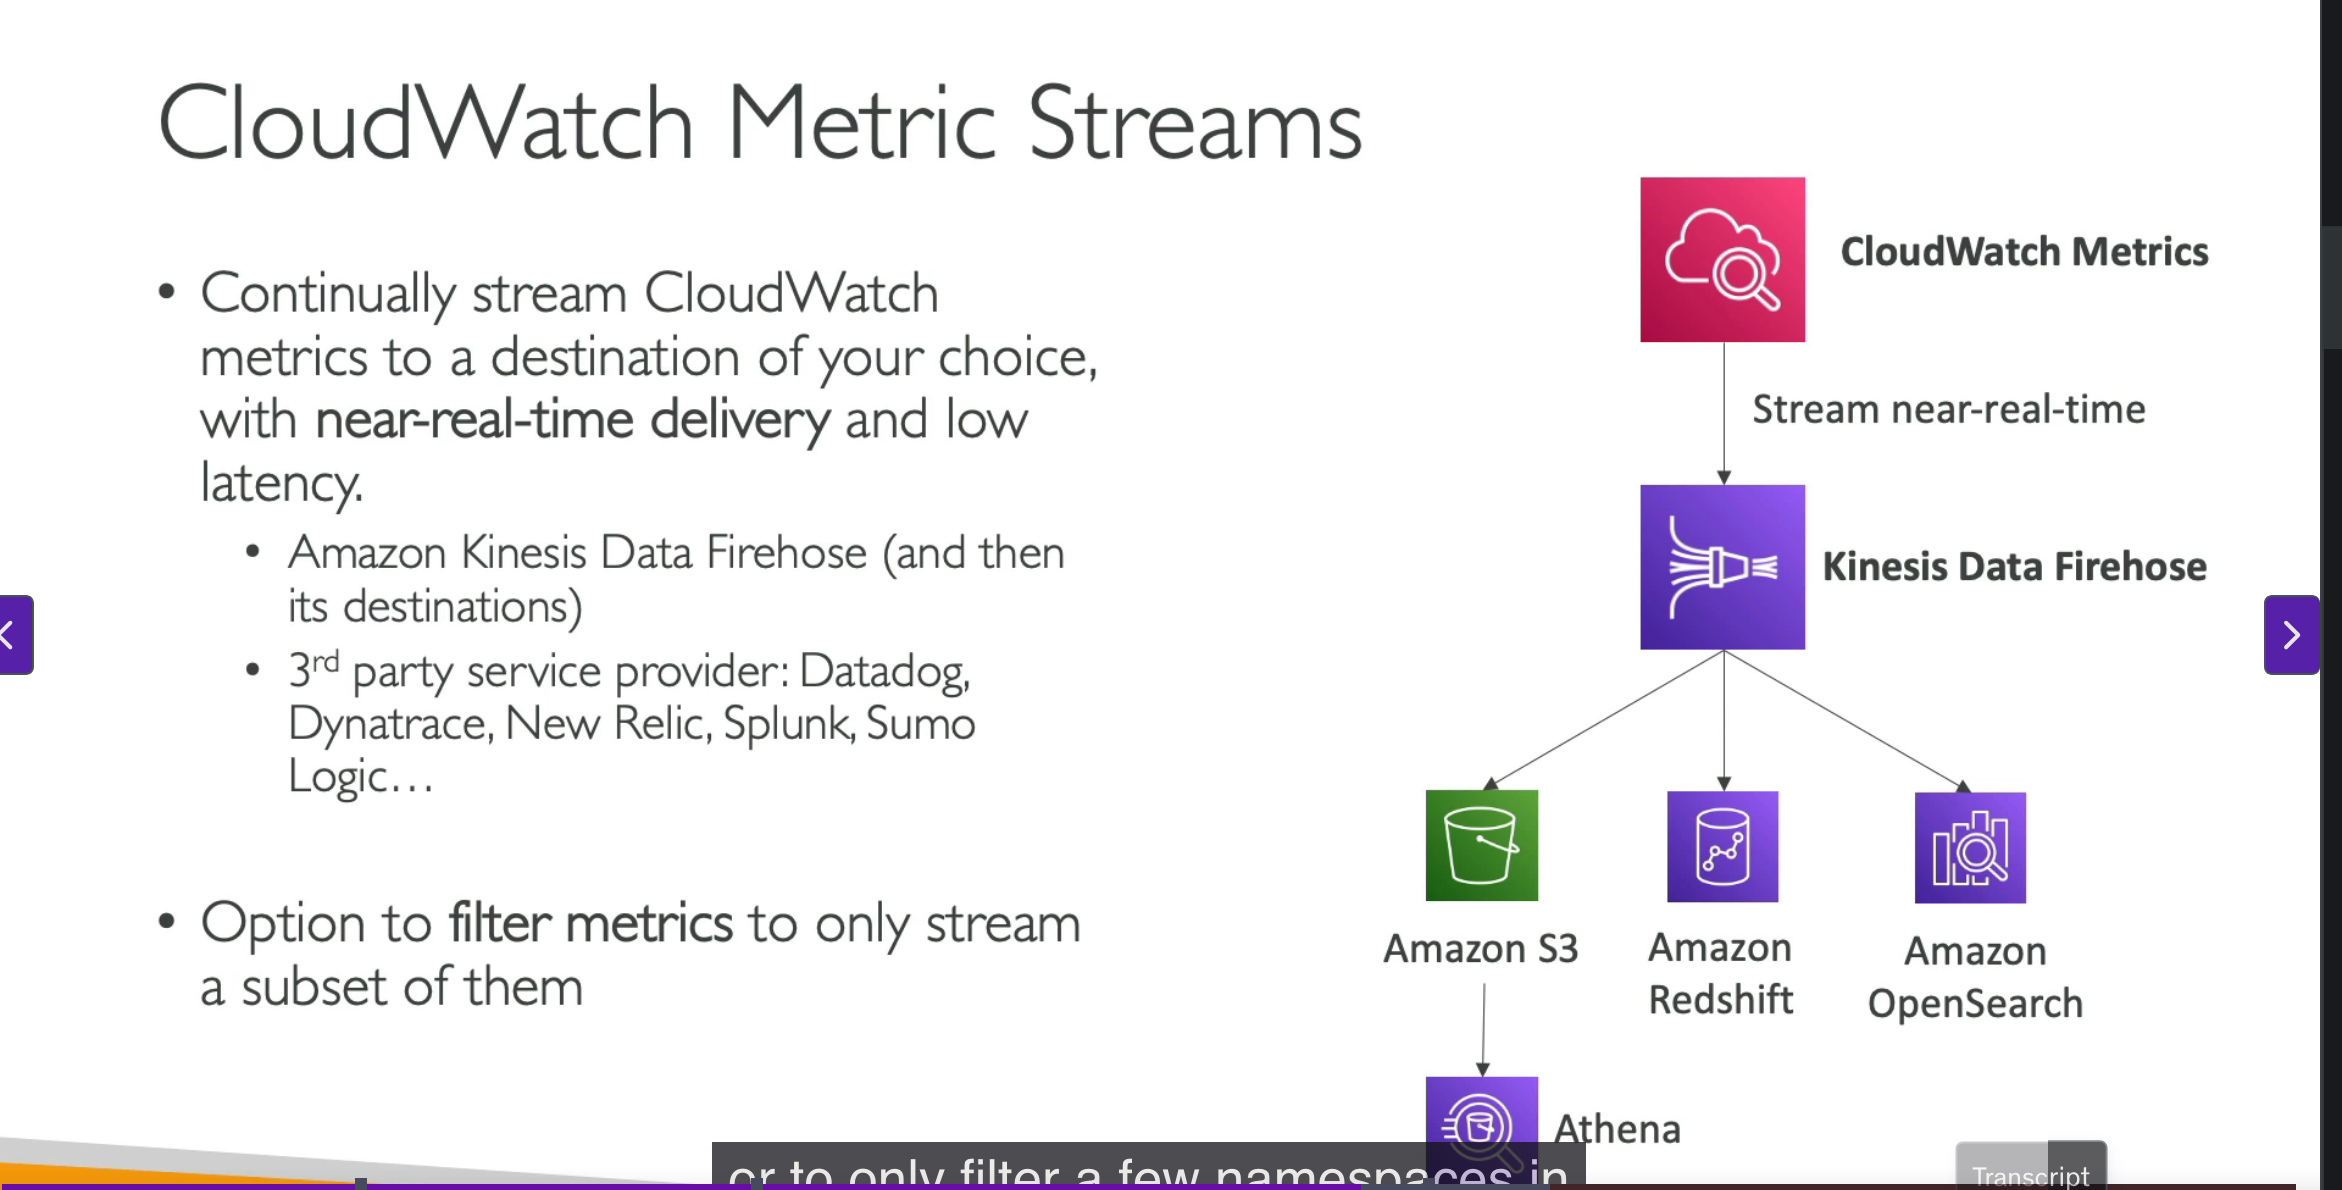 CloudWatch Metric Streams
• Continually stream CloudWatch
metrics to a destination of your choice,
with near-real-time delivery and low
latency.
• Amazon Kinesis Data Firehose (and then
its destinations)
• 3rd party service provider: Datadog,
Dynatrace, New Relic, Splunk, Sumo
Logic…
• Option to filter metrics to only stream
a subset of them
CloudWatch Metrics
Stream near-real-time
Kinesis Data Firehose
Amazon S3
Amazon
Redshift
Amazon
OpenSearch
Athena
or to only filter a few namespaces in
Transcript